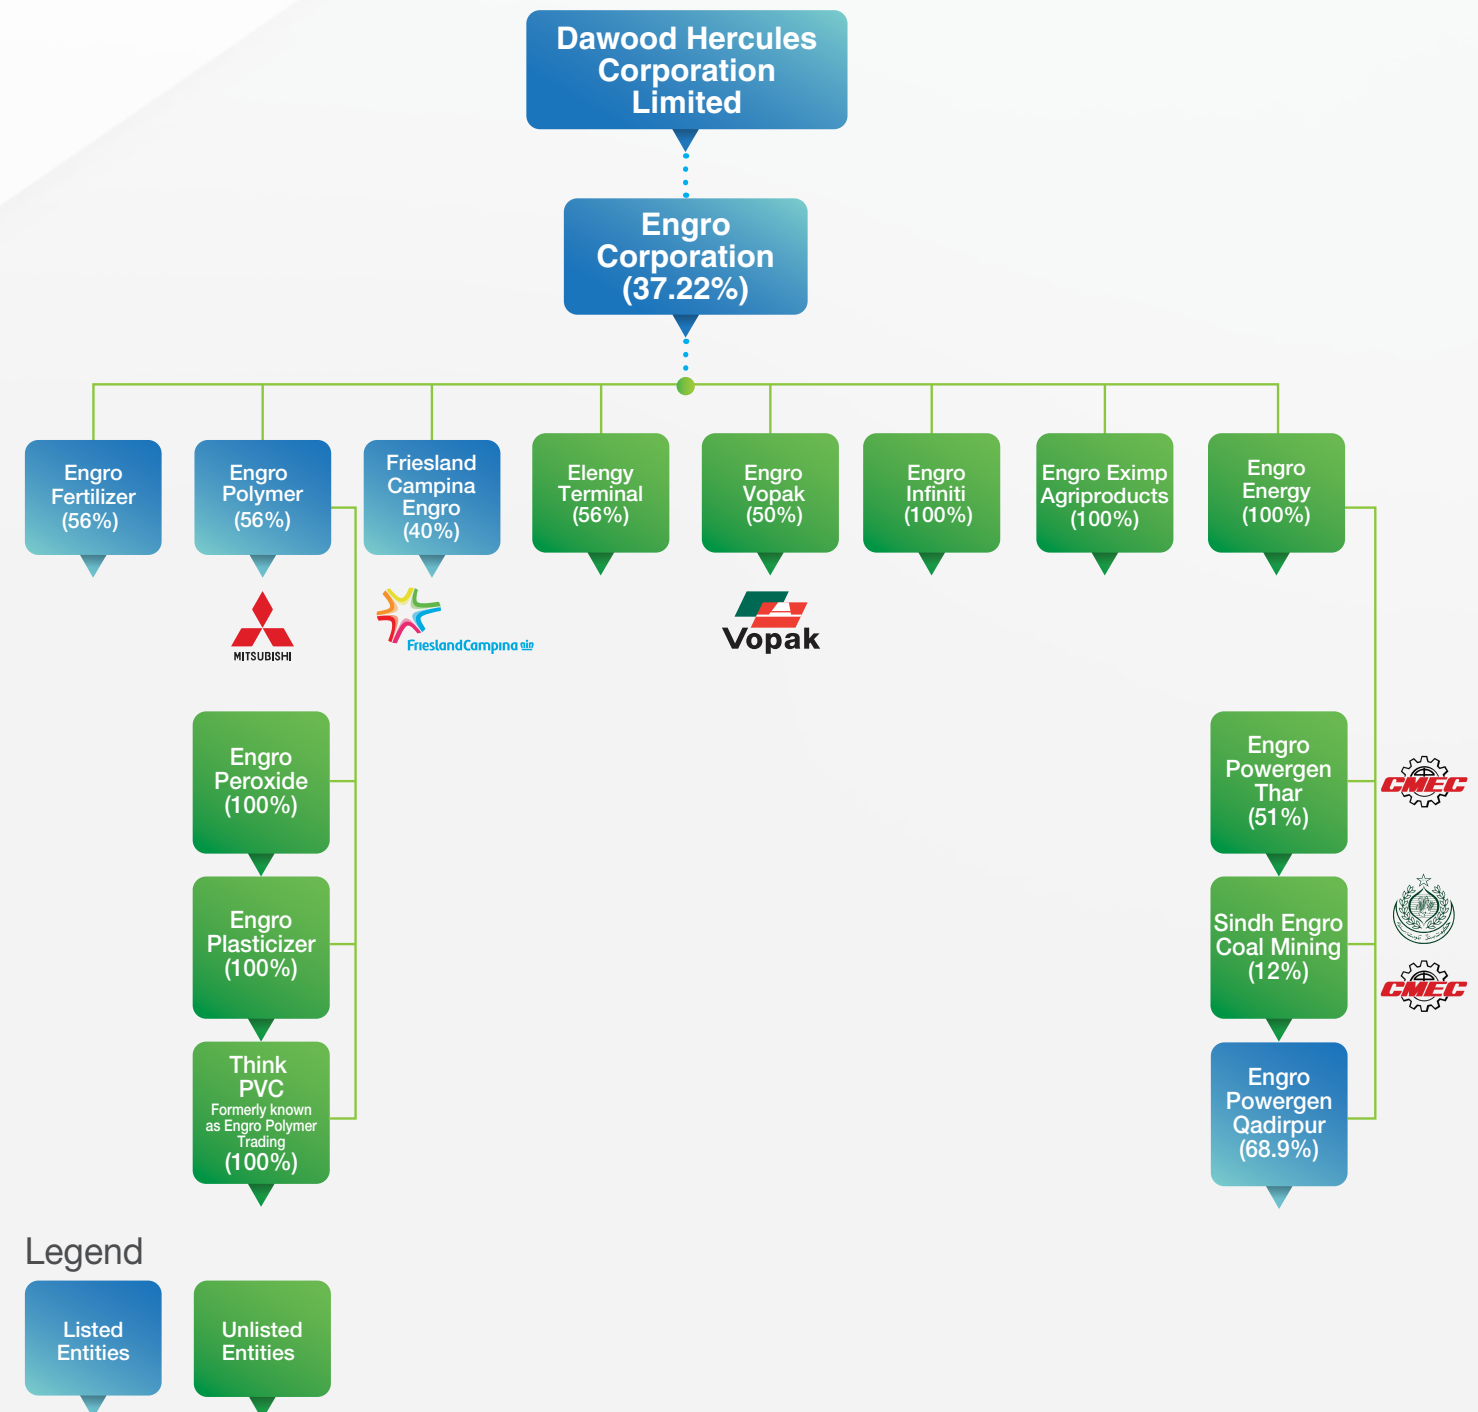 Dawood Hercules
Corporation
Limited
Engro
Corporation
(37.22%)
Engro
Fertilizer
(56%)
Engro
Polymer
(56%)
Friesland
Campina
Engro
(40%)
Elengy
Terminal
(56%)
Engro
Vopak
(50%)
Engro
Infiniti
(100%)
Engro Eximp
Agriproducts
(100%)
Engro
Energy
(100%)
MITSUBISHI
FrieslandCampina
Vopak
Engro
Peroxide
(100%)
Engro
Plasticizer
(100%)
Think
PVC
Formerly known
as Engro Polymer
Trading
(100%)
Engro
Powergen
Thar
(51%)
CMEC
Sindh Engro
Coal Mining
(12%)
CMEC
Engro
Powergen
Qadirpur
(68.9%)
Legend
Listed
Entities
Unlisted
Entities